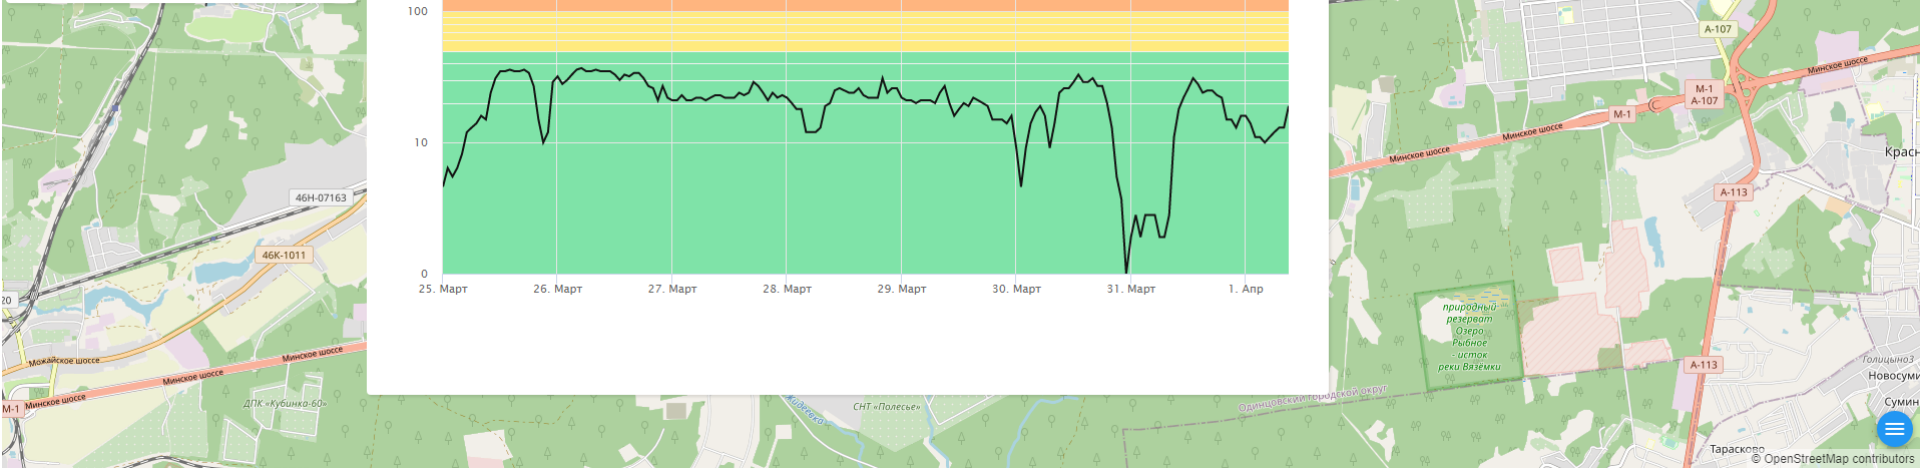 100
10
0
25. Март
26. Март
27. Март
28. Март
29. Март
30. Март
31. Март
1. Апр
46Н-07163
46К-1011
20
Можайское шоссе
Минское шоссе
Минское шоссе
Минское шоссе
М-1
ДПК «Кубинка-60»
СНТ «Полесье»
Одинцовский городской округ
А-107
М-1
А-107
М-1
Минское шоссе
Минское шоссе
Минское шоссе
Красн
А-113
природный
резерват
Озеро
Рыбное
- исток
реки Вязёмки
А-113
Голицыно3
Новосуми
Сумин
Тарасково
© OpenStreetMap contributors